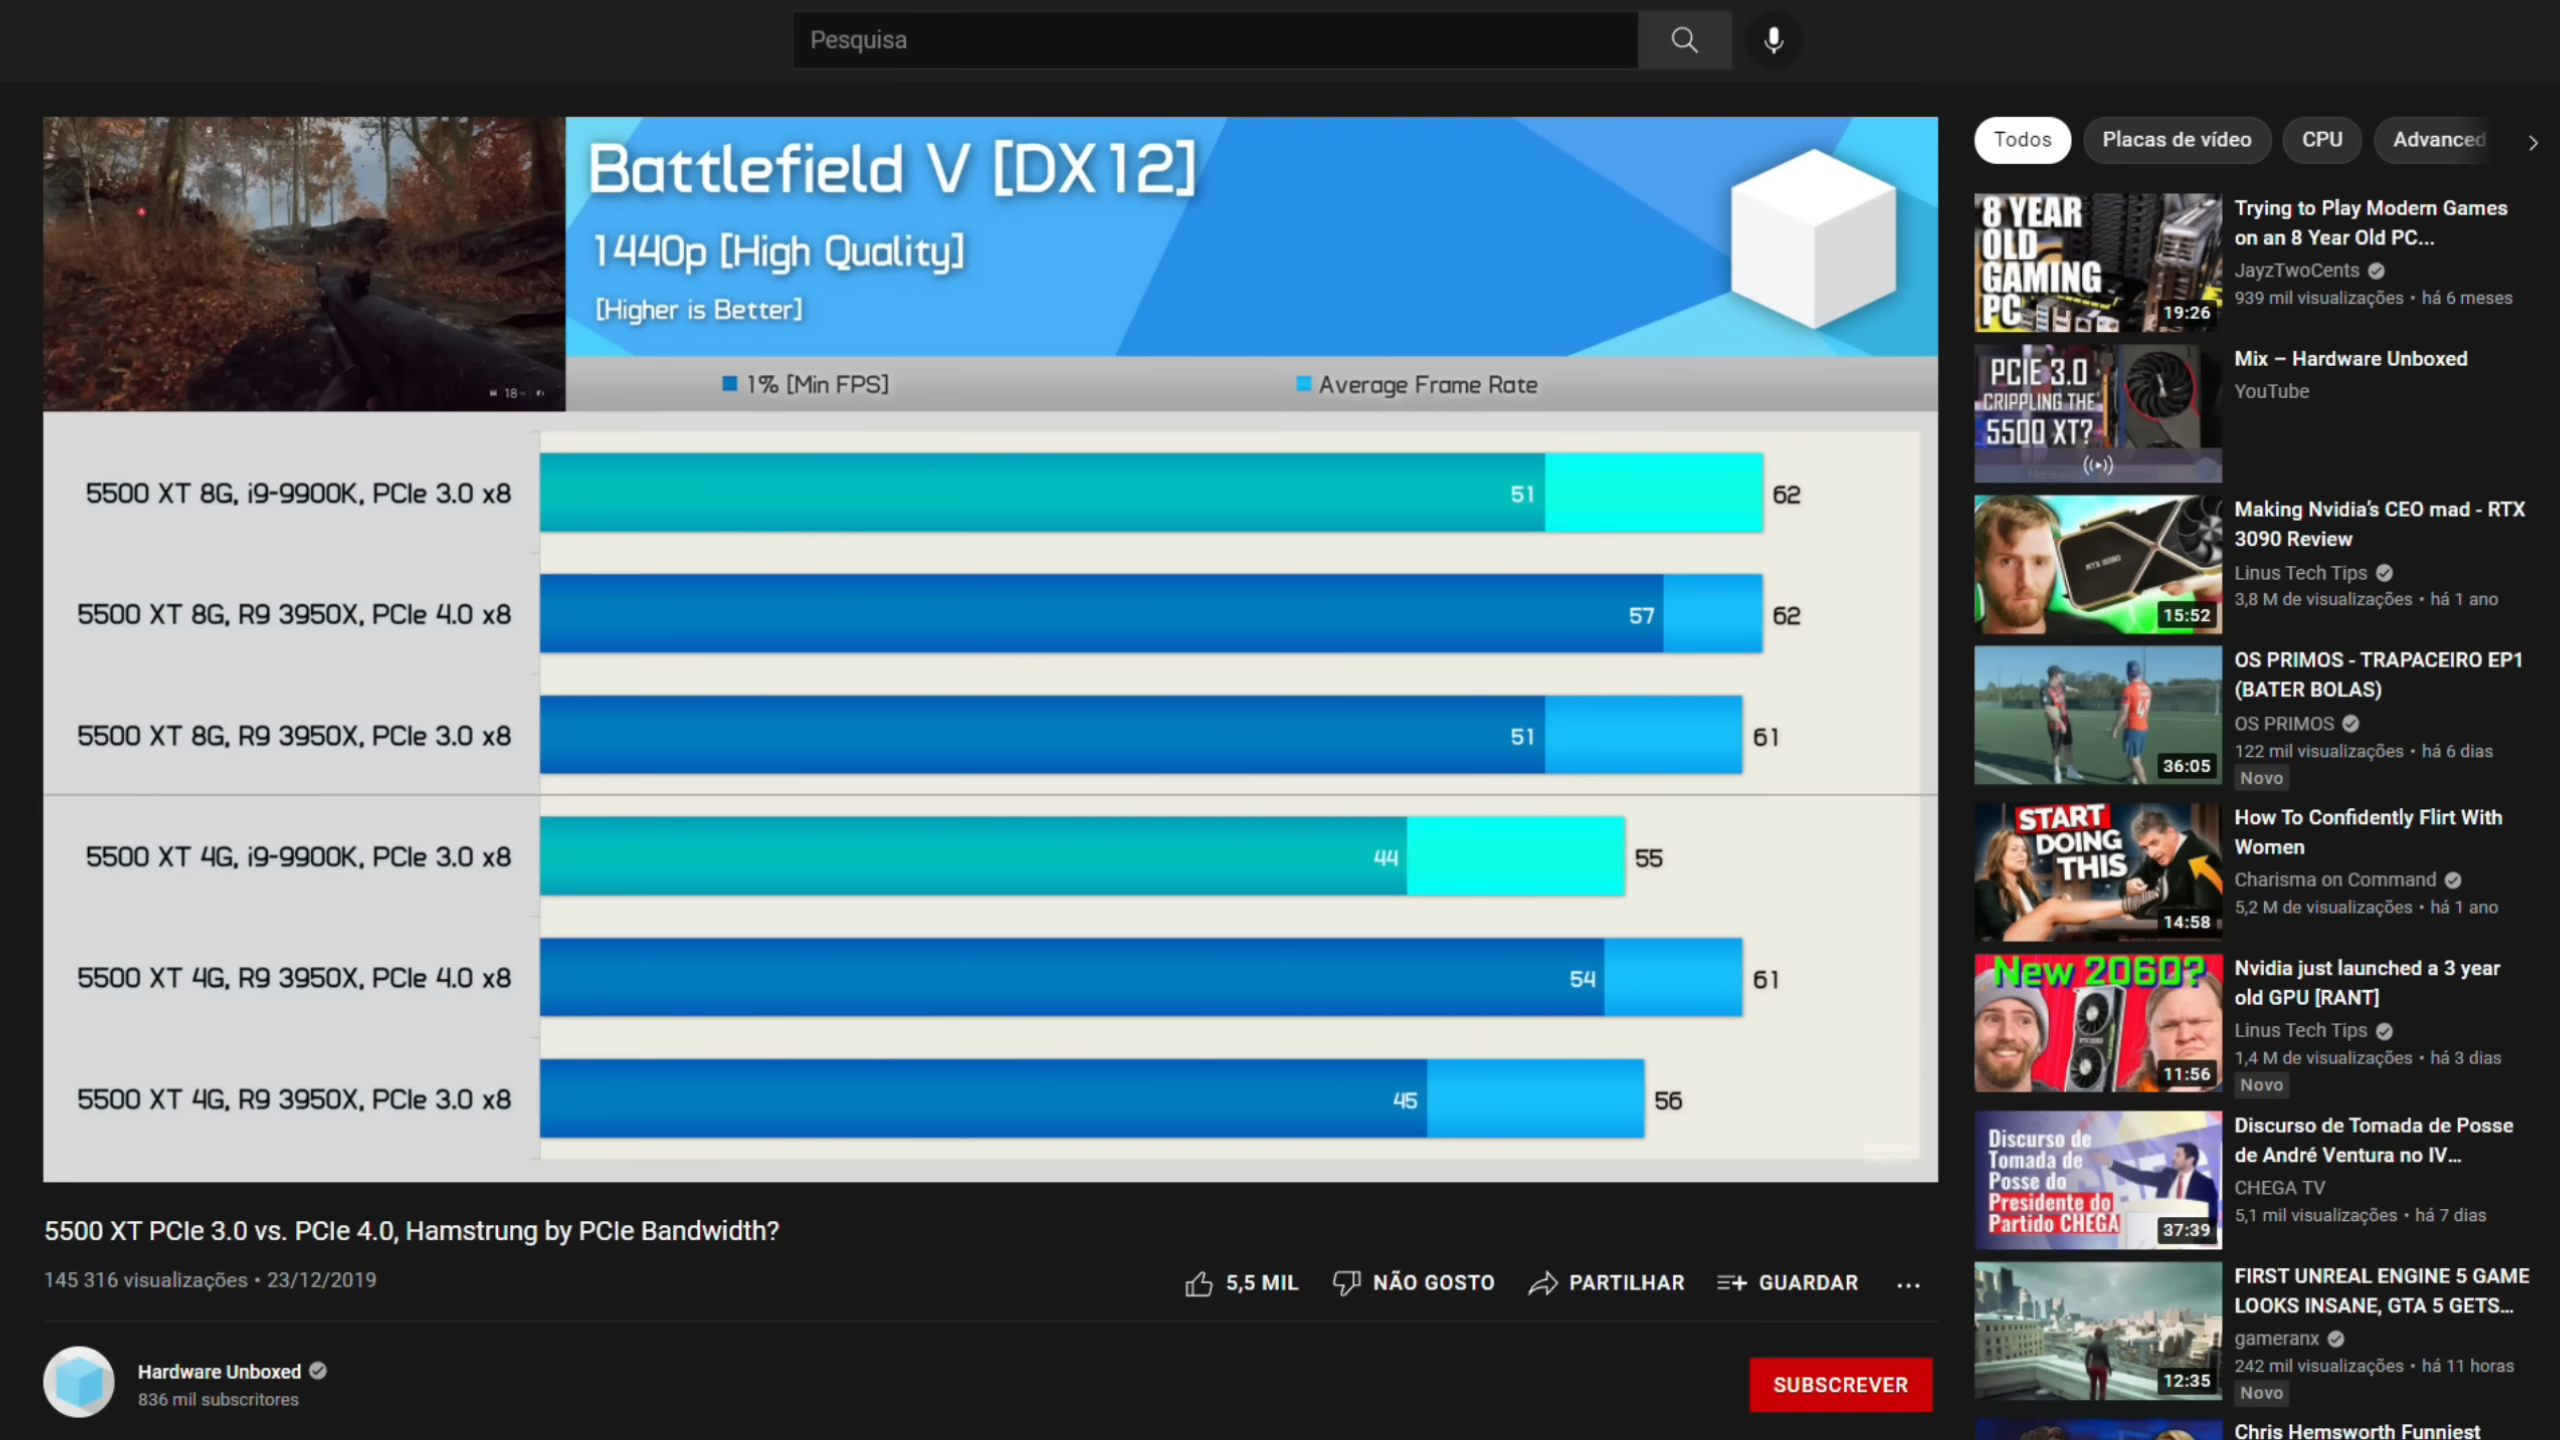 Pesquisa
Battlefield V [DX12]
1440p [High Quality]
[Higher is Better]
18
1% [Min FPS]
Average Frame Rate
5500 XT 8G, i9-9900K, PCIe 3.0 x8
51
62
5500 XT 8G, R9 3950X, PCIe 4.0 x8
57
62
5500 XT 8G, R9 3950X, PCIe 3.0 x8
51
61
5500 XT 4G, i9-9900K, PCIe 3.0 x8
44
55
5500 XT 4G, R9 3950X, PCIe 4.0 x8
54
61
5500 XT 4G, R9 3950X, PCIe 3.0 x8
45
56
5500 XT PCIe 3.0 vs. PCIe 4.0, Hamstrung by PCIe Bandwidth?
145 316 visualizações • 23/12/2019
5,5 MIL
NÃO GOSTO
PARTILHAR
GUARDAR
Hardware Unboxed
836 mil subscritores
SUBSCREVER
Todos
Placas de vídeo
CPU
Advanced
8 YEAR
OLD
GAMING
PC
19:26
Trying to Play Modern Games
on an 8 Year Old PC...
JayzTwoCents
939 mil visualizações • há 6 meses
PCIE 3.0
CRIPPLING THE
5500 XT?
Mix – Hardware Unboxed
YouTube
RTX 3090
15:52
Making Nvidia's CEO mad - RTX
3090 Review
Linus Tech Tips
3,8 M de visualizações • há 1 ano
36:05
OS PRIMOS - TRAPACEIRO EP1
(BATER BOLAS)
OS PRIMOS
122 mil visualizações • há 6 dias
Novo
START
DOING
THIS
14:58
How To Confidently Flirt With
Women
Charisma on Command
5,2 M de visualizações • há 1 ano
New 2060?
11:56
Nvidia just launched a 3 year
old GPU [RANT]
Linus Tech Tips
1,4 M de visualizações • há 3 dias
Novo
Discurso de
Tomada de
Posse do
Presidente do
Partido CHEGA
37:39
Discurso de Tomada de Posse
de André Ventura no IV...
CHEGA TV
5,1 mil visualizações • há 7 dias
12:35
FIRST UNREAL ENGINE 5 GAME
LOOKS INSANE, GTA 5 GETS...
gameranx
242 mil visualizações • há 11 horas
Novo
Chris Hemsworth Funniest